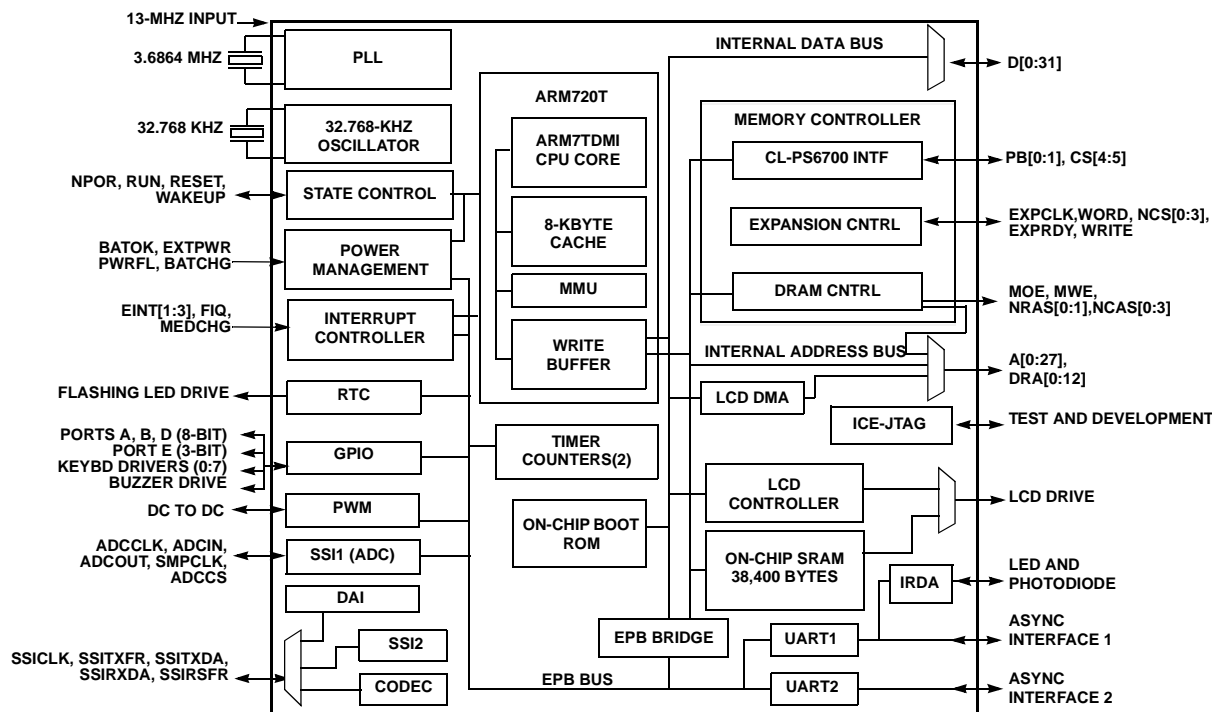 13-MHZ INPUT
3.6864 MHZ
PLL
32.768 KHZ
32.768-KHZ
OSCILLATOR
NPOR, RUN, RESET,
WAKEUP
STATE CONTROL
BATOK, EXTPWR
PWRFL, BATCHG
POWER
MANAGEMENT
EINT[1:3], FIQ,
MEDCHG
INTERRUPT
CONTROLLER
FLASHING LED DRIVE
RTC
PORTS A, B, D (8-BIT)
PORT E (3-BIT)
KEYBD DRIVERS (0:7)
BUZZER DRIVE
GPIO
DC TO DC
PWM
ADCCLK, ADCIN,
ADCOUT, SMPCLK,
ADCCS
SSI1 (ADC)
DAI
SSI2
CODEC
SSICLK, SSITXFR, SSITXDA,
SSIRXDA, SSIRSFR
ARM720T
ARM7TDMI
CPU CORE
8-KBYTE
CACHE
MMU
WRITE
BUFFER
TIMER
COUNTERS(2)
ON-CHIP BOOT
ROM
EPB BUS
INTERNAL DATA BUS
D[0:31]
MEMORY CONTROLLER
CL-PS6700 INTF
PB[0:1], CS[4:5]
EXPANSION CNTRL
EXPCLK,WORD, NCS[0:3],
EXPRDY, WRITE
DRAM CNTRL
MOE, MWE,
NRAS[0:1],NCAS[0:3]
INTERNAL ADDRESS BUS
A[0:27],
DRA[0:12]
LCD DMA
ICE-JTAG
TEST AND DEVELOPMENT
LCD
CONTROLLER
LCD DRIVE
ON-CHIP SRAM
38,400 BYTES
IRDA
LED AND
PHOTODIODE
EPB BRIDGE
UART1
ASYNC
INTERFACE 1
UART2
ASYNC
INTERFACE 2